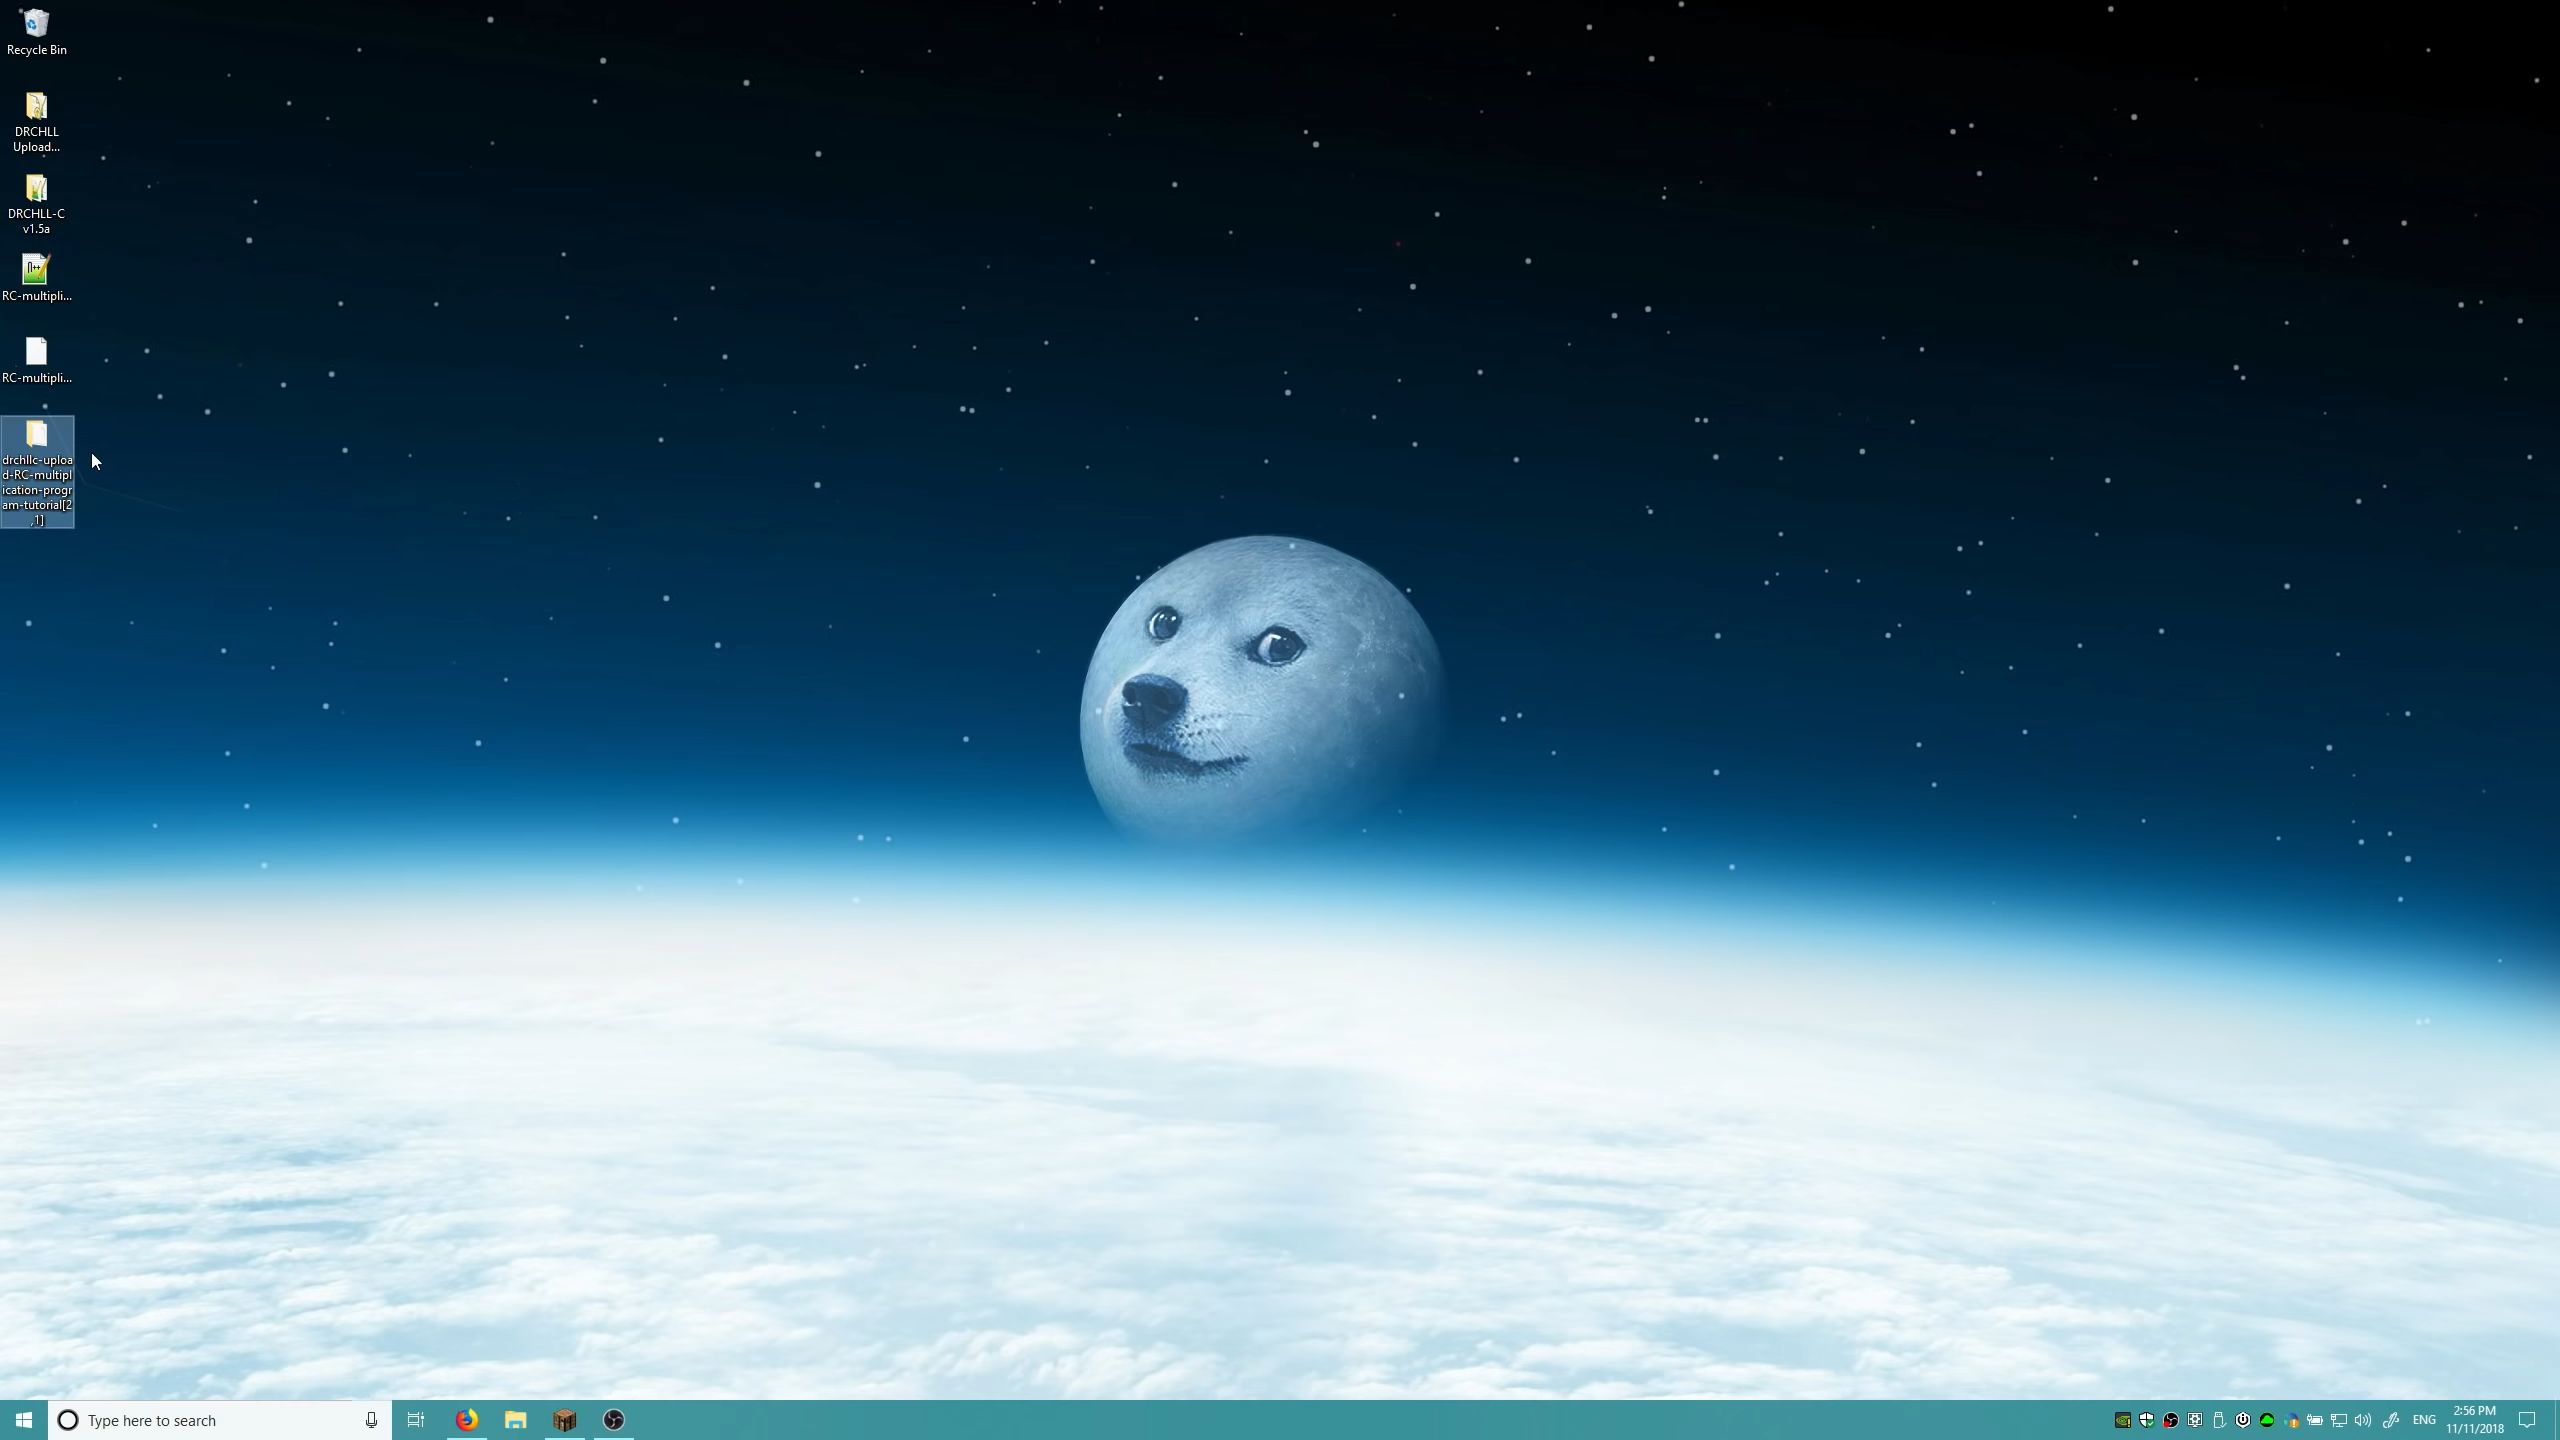 Recycle Bin
DRCHLL
Upload...
DRCHLL-C
v1.5a
RC-multipli...
RC-multipli...
drchllc-uploa
d-RC-multipl
ication-progr
am-tutorial[2
,1]
Type here to search
ENG
2:56 PM
11/11/2018